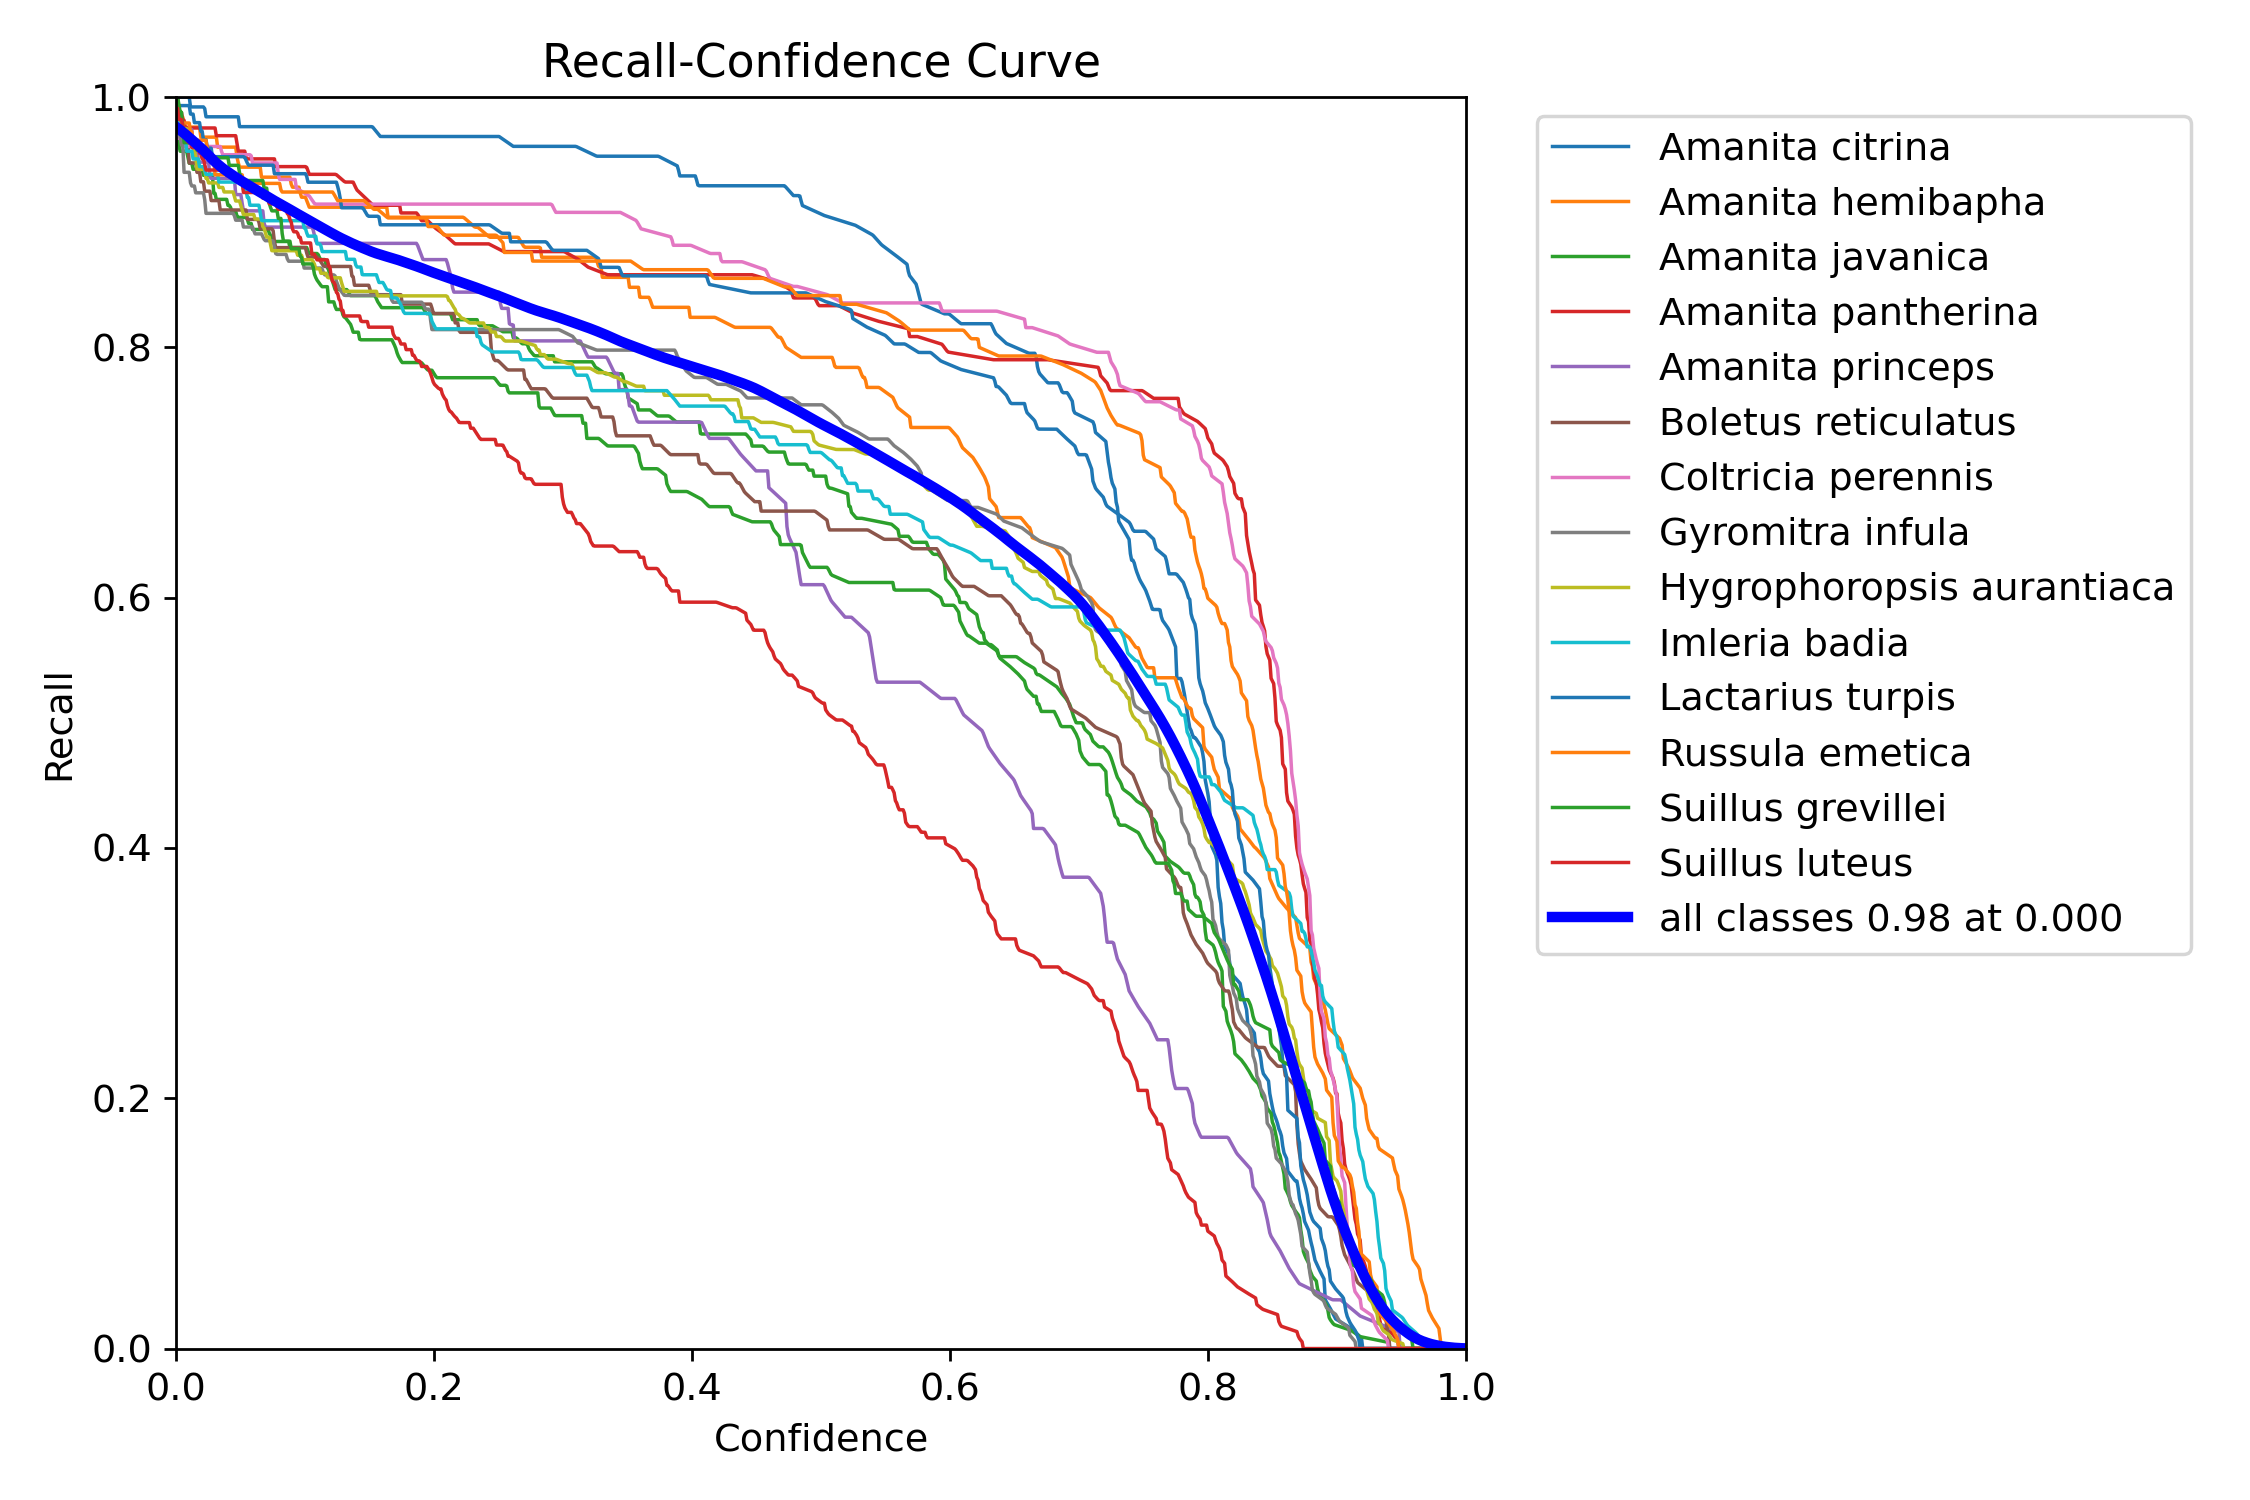 Recall-Confidence Curve
1.0
0.8
0.6
0.4
0.2
0.0
Recall
0.0 0.2 0.4 0.6 0.8 1.0
Confidence
Amanita citrina
Amanita hemibapha
Amanita javanica
Amanita pantherina
Amanita princeps
Boletus reticulatus
Coltricia perennis
Gyromitra infula
Hygrophoropsis aurantiaca
Imleria badia
Lactarius turpis
Russula emetica
Suillus grevillei
Suillus luteus
all classes 0.98 at 0.000